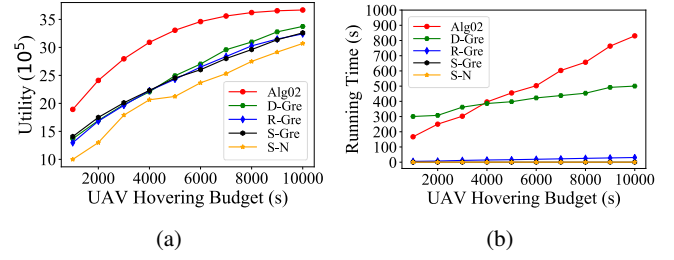 Utility (10⁵)
35
30
25
20
15
10
2000 4000 6000 8000 10000
UAV Hovering Budget (s)
Alg02
D-Gre
R-Gre
S-Gre
S-N
(a)
Running Time (s)
1000
900
800
700
600
500
400
300
200
100
0
2000 4000 6000 8000 10000
UAV Hovering Budget (s)
Alg02
D-Gre
R-Gre
S-Gre
S-N
(b)